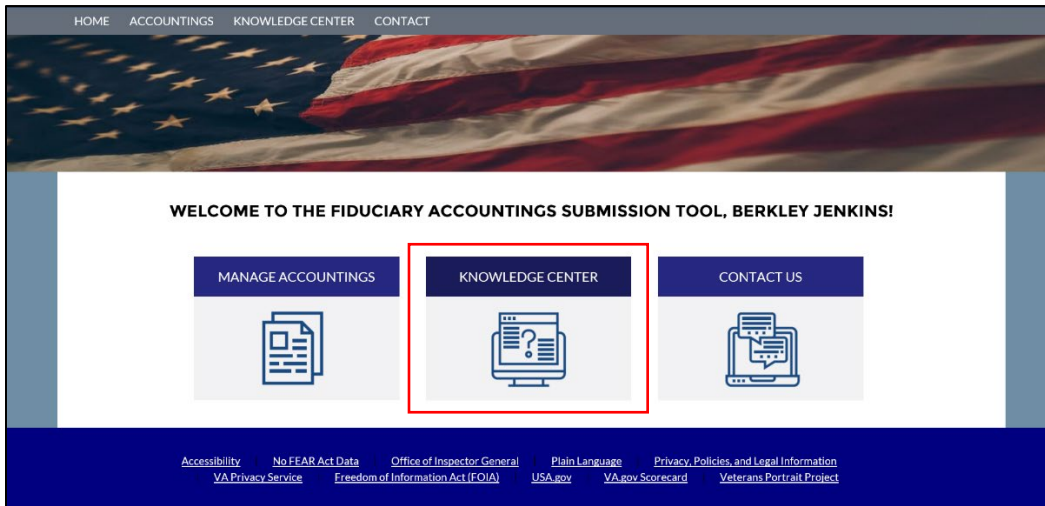 HOME ACCOUNTINGS KNOWLEDGE CENTER CONTACT
WELCOME TO THE FIDUCIARY ACCOUNTINGS SUBMISSION TOOL, BERKLEY JENKINS!
MANAGE ACCOUNTINGS KNOWLEDGE CENTER CONTACT US
?
Accessibility No FEAR Act Data Office of Inspector General Plain Language Privacy, Policies, and Legal Information
VA Privacy Service Freedom of Information Act (FOIA) USA.gov VA.gov Scorecard Veterans Portrait Project